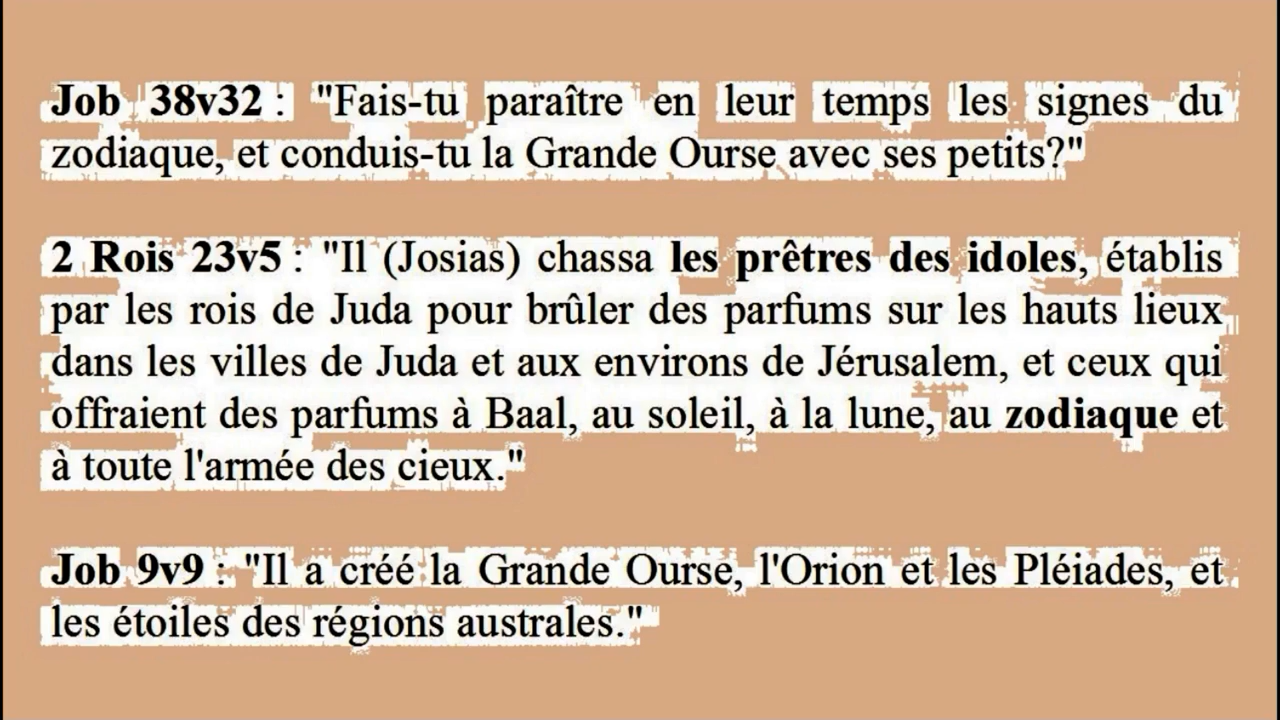 Job 38v32 : "Fais-tu paraître en leur temps les signes du
zodiaque, et conduis-tu la Grande Ourse avec ses petits?"
2 Rois 23v5 : "Il (Josias) chassa les prêtres des idoles, établis
par les rois de Juda pour brûler des parfums sur les hauts lieux
dans les villes de Juda et aux environs de Jérusalem, et ceux qui
offraient des parfums à Baal, au soleil, à la lune, au zodiaque et
à toute l'armée des cieux."
Job 9v9 : "Il a créé la Grande Ourse, l'Orion et les Pléiades, et
les étoiles des régions australes."